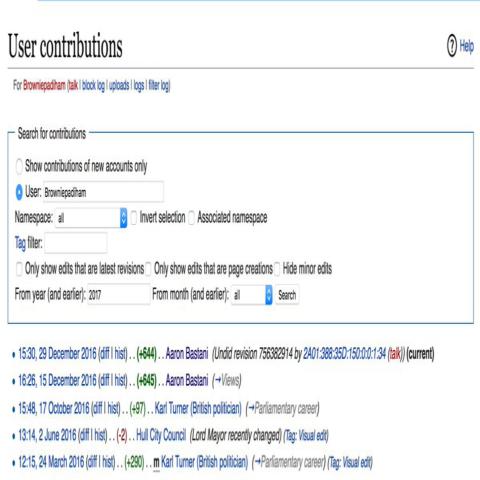 User contributions
Help
For Browniepadiham (talk | block log | uploads | logs | filter log)
Search for contributions
Show contributions of new accounts only
User: Browniepadiham
Namespace: all Invert selection Associated namespace
Tag filter:
Only show edits that are latest revisions Only show edits that are page creations Hide minor edits
From year (and earlier): 2017 From month (and earlier): all Search
• 15:30, 29 December 2016 (diff | hist) . . (+644) . . Aaron Bastani (Undid revision 756382914 by 2A01:388:35D:150:0:0:1:34 (talk)) (current)
• 16:26, 15 December 2016 (diff | hist) . . (+645) . . Aaron Bastani (→Views)
• 15:48, 17 October 2016 (diff | hist) . . (+97) . . Karl Turner (British politician) (→Parliamentary career)
• 13:14, 2 June 2016 (diff | hist) . . (-2) . . Hull City Council (Lord Mayor recently changed) (Tag: Visual edit)
• 12:15, 24 March 2016 (diff | hist) . . (+290) . . m Karl Turner (British politician) (→Parliamentary career) (Tag: Visual edit)